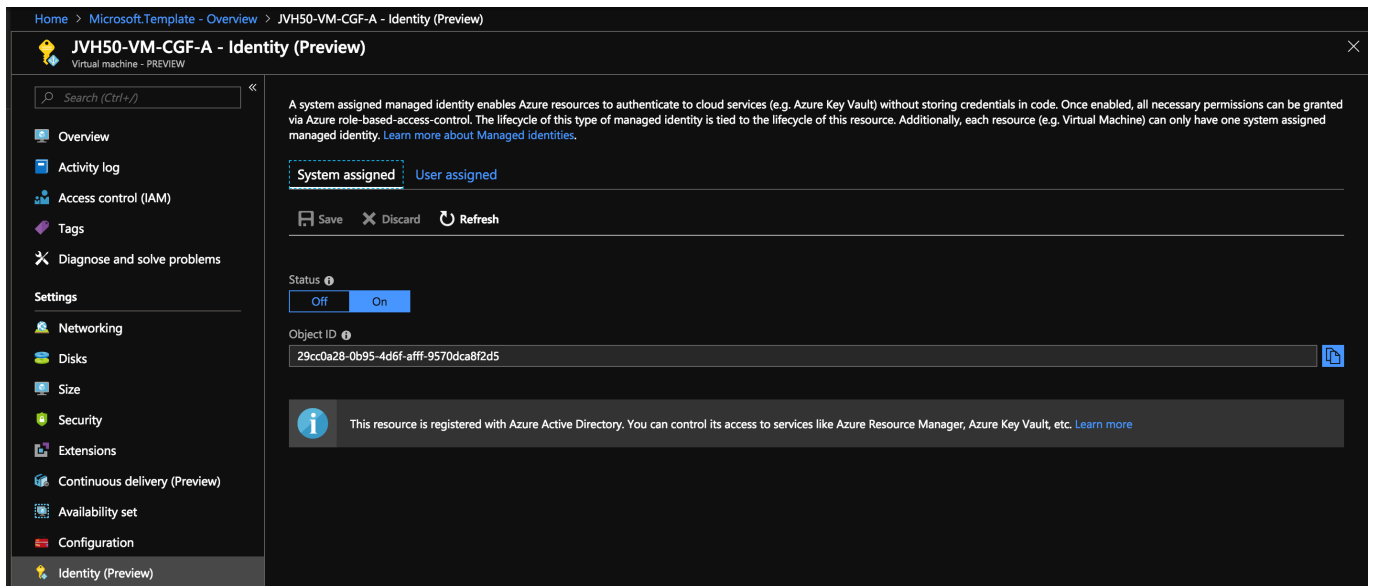 Home > Microsoft.Template - Overview > JVH50-VM-CGF-A - Identity (Preview)
JVH50-VM-CGF-A - Identity (Preview)
Virtual machine - PREVIEW
Search (Ctrl+/)
Overview
Activity log
Access control (IAM)
Tags
Diagnose and solve problems
Settings
Networking
Disks
Size
Security
Extensions
Continuous delivery (Preview)
Availability set
Configuration
Identity (Preview)
A system assigned managed identity enables Azure resources to authenticate to cloud services (e.g. Azure Key Vault) without storing credentials in code. Once enabled, all necessary permissions can be granted
via Azure role-based-access-control. The lifecycle of this type of managed identity is tied to the lifecycle of this resource. Additionally, each resource (e.g. Virtual Machine) can only have one system assigned
managed identity. Learn more about Managed identities.
System assigned User assigned
Save Discard Refresh
Status
Off On
Object ID
29cc0a28-0b95-4d6f-afff-9570dca8f2d5
This resource is registered with Azure Active Directory. You can control its access to services like Azure Resource Manager, Azure Key Vault, etc. Learn more